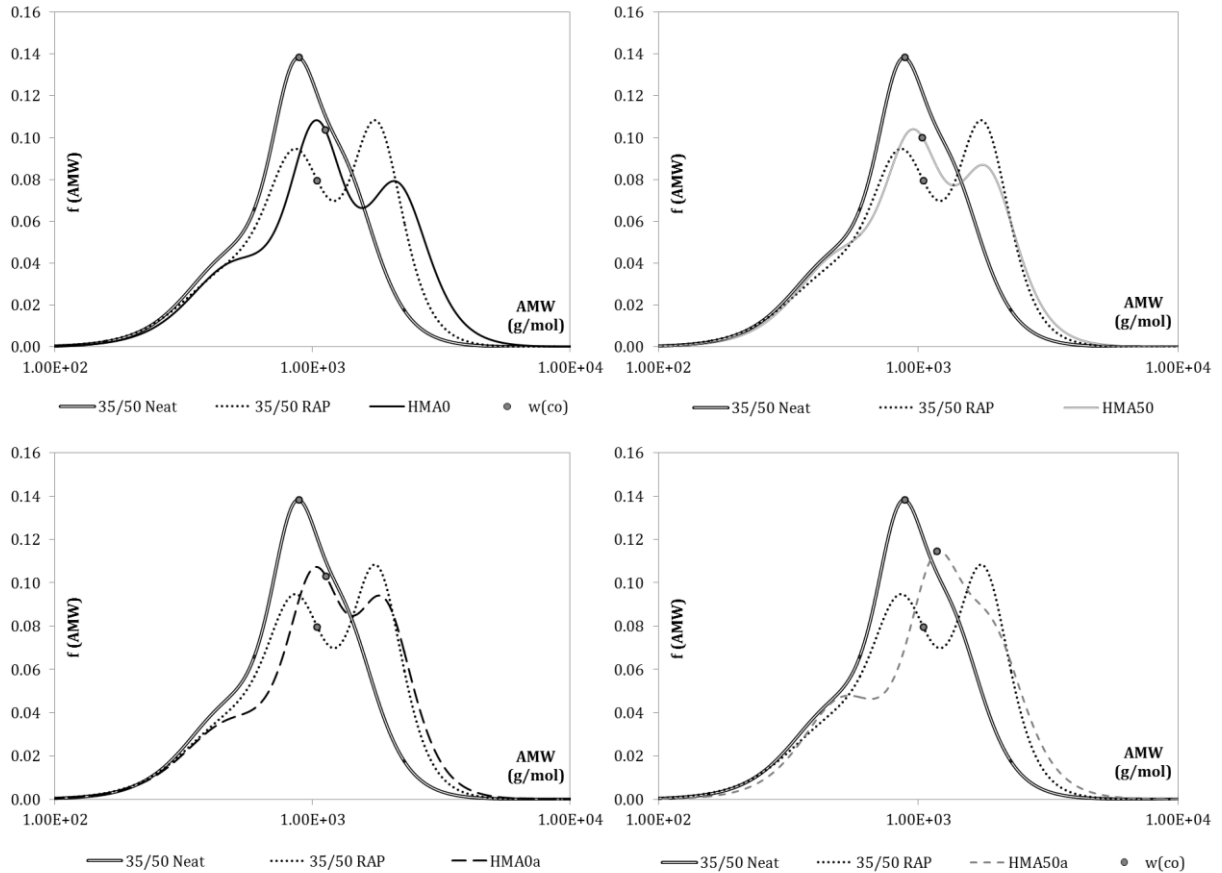 0.16
0.14
0.12
0.10
0.08
0.06
0.04
0.02
0.00
f (AMW)
AMW
(g/mol)
1.00E+02 1.00E+03 1.00E+04
35/50 Neat 35/50 RAP HMA0 w(co)
0.16
0.14
0.12
0.10
0.08
0.06
0.04
0.02
0.00
f (AMW)
AMW
(g/mol)
1.00E+02 1.00E+03 1.00E+04
35/50 Neat 35/50 RAP HMA50
0.16
0.14
0.12
0.10
0.08
0.06
0.04
0.02
0.00
f (AMW)
AMW
(g/mol)
1.00E+02 1.00E+03 1.00E+04
35/50 Neat 35/50 RAP HMA0a
0.16
0.14
0.12
0.10
0.08
0.06
0.04
0.02
0.00
f (AMW)
AMW
(g/mol)
1.00E+02 1.00E+03 1.00E+04
35/50 Neat 35/50 RAP HMA50a w(co)